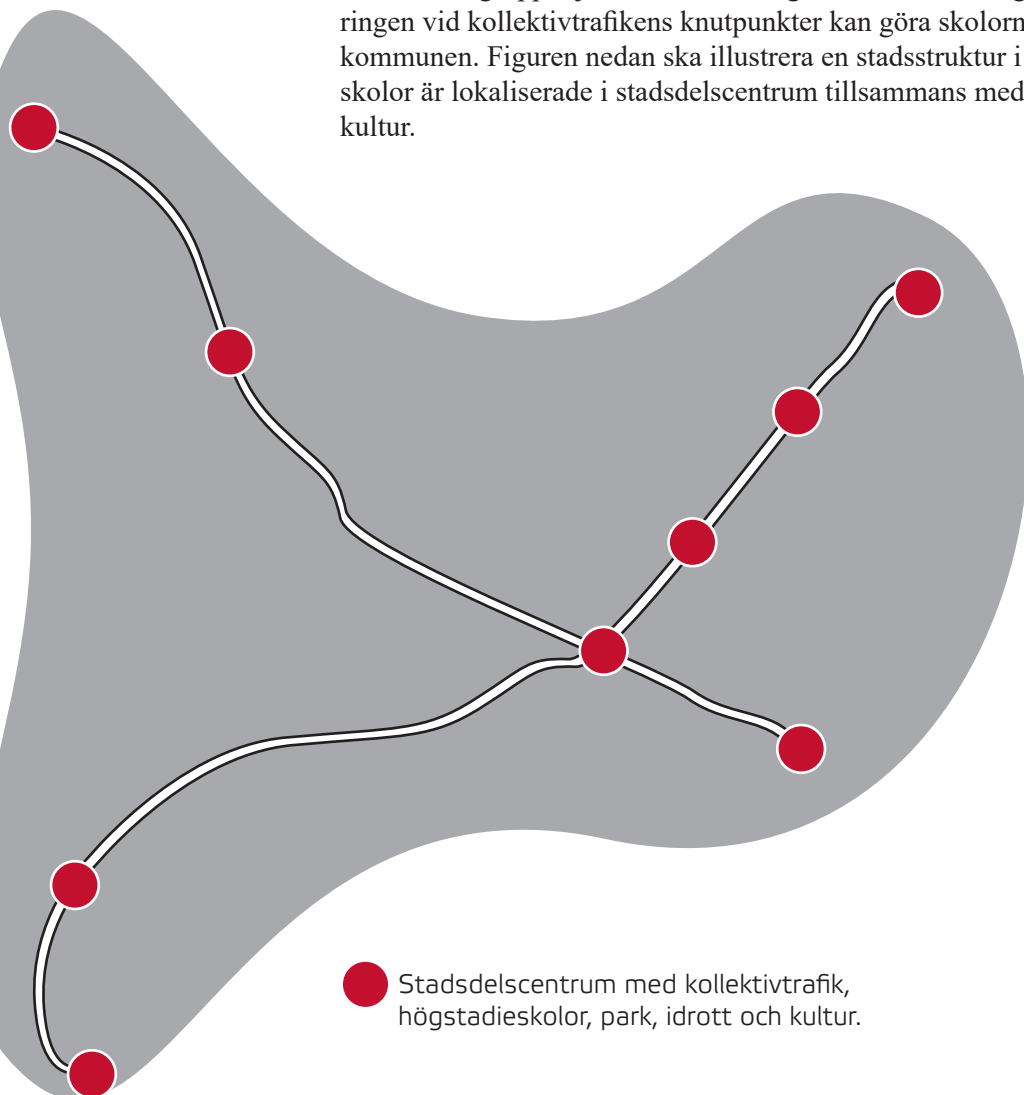 ringen vid kollektivtrafikens knutpunkter kan göra skolorn
kommunen. Figuren nedan ska illustrera en stadsstruktur i
skolor är lokaliserade i stadsdelscentrum tillsammans med
kultur.
Stadsdelscentrum med kollektivtrafik,
högstadieskolor, park, idrott och kultur.